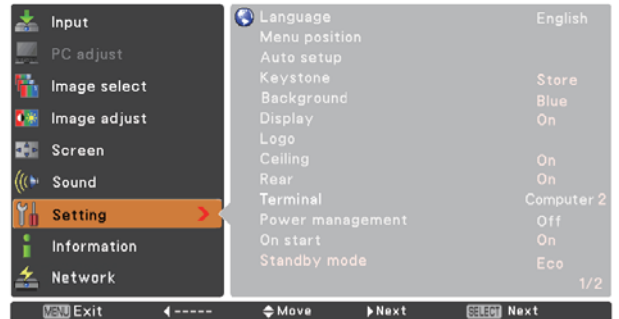 Input
PC adjust
Image select
Image adjust
Screen
Sound
Setting
Information
Network
Language English
Menu position
Auto setup
Keystone Store
Background Blue
Display On
Logo
Ceiling On
Rear On
Terminal Computer 2
Power management Off
On start On
Standby mode Eco
1/2
MENU Exit ◀----- Move Next SELECT Next